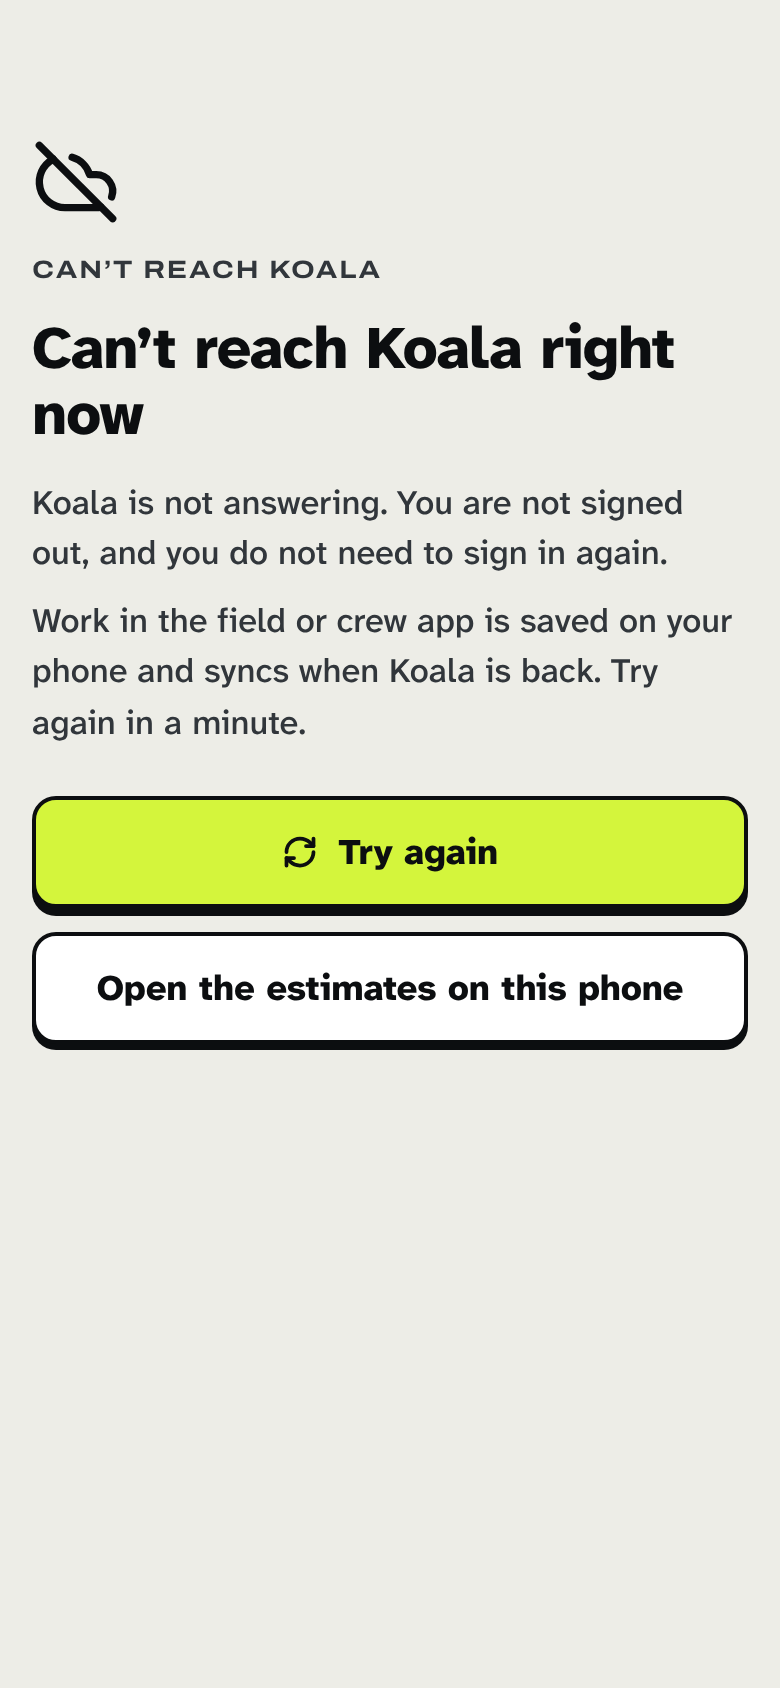 CAN’T REACH KOALA
Can’t reach Koala right
now
Koala is not answering. You are not signed
out, and you do not need to sign in again.
Work in the field or crew app is saved on your
phone and syncs when Koala is back. Try
again in a minute.
Try again
Open the estimates on this phone